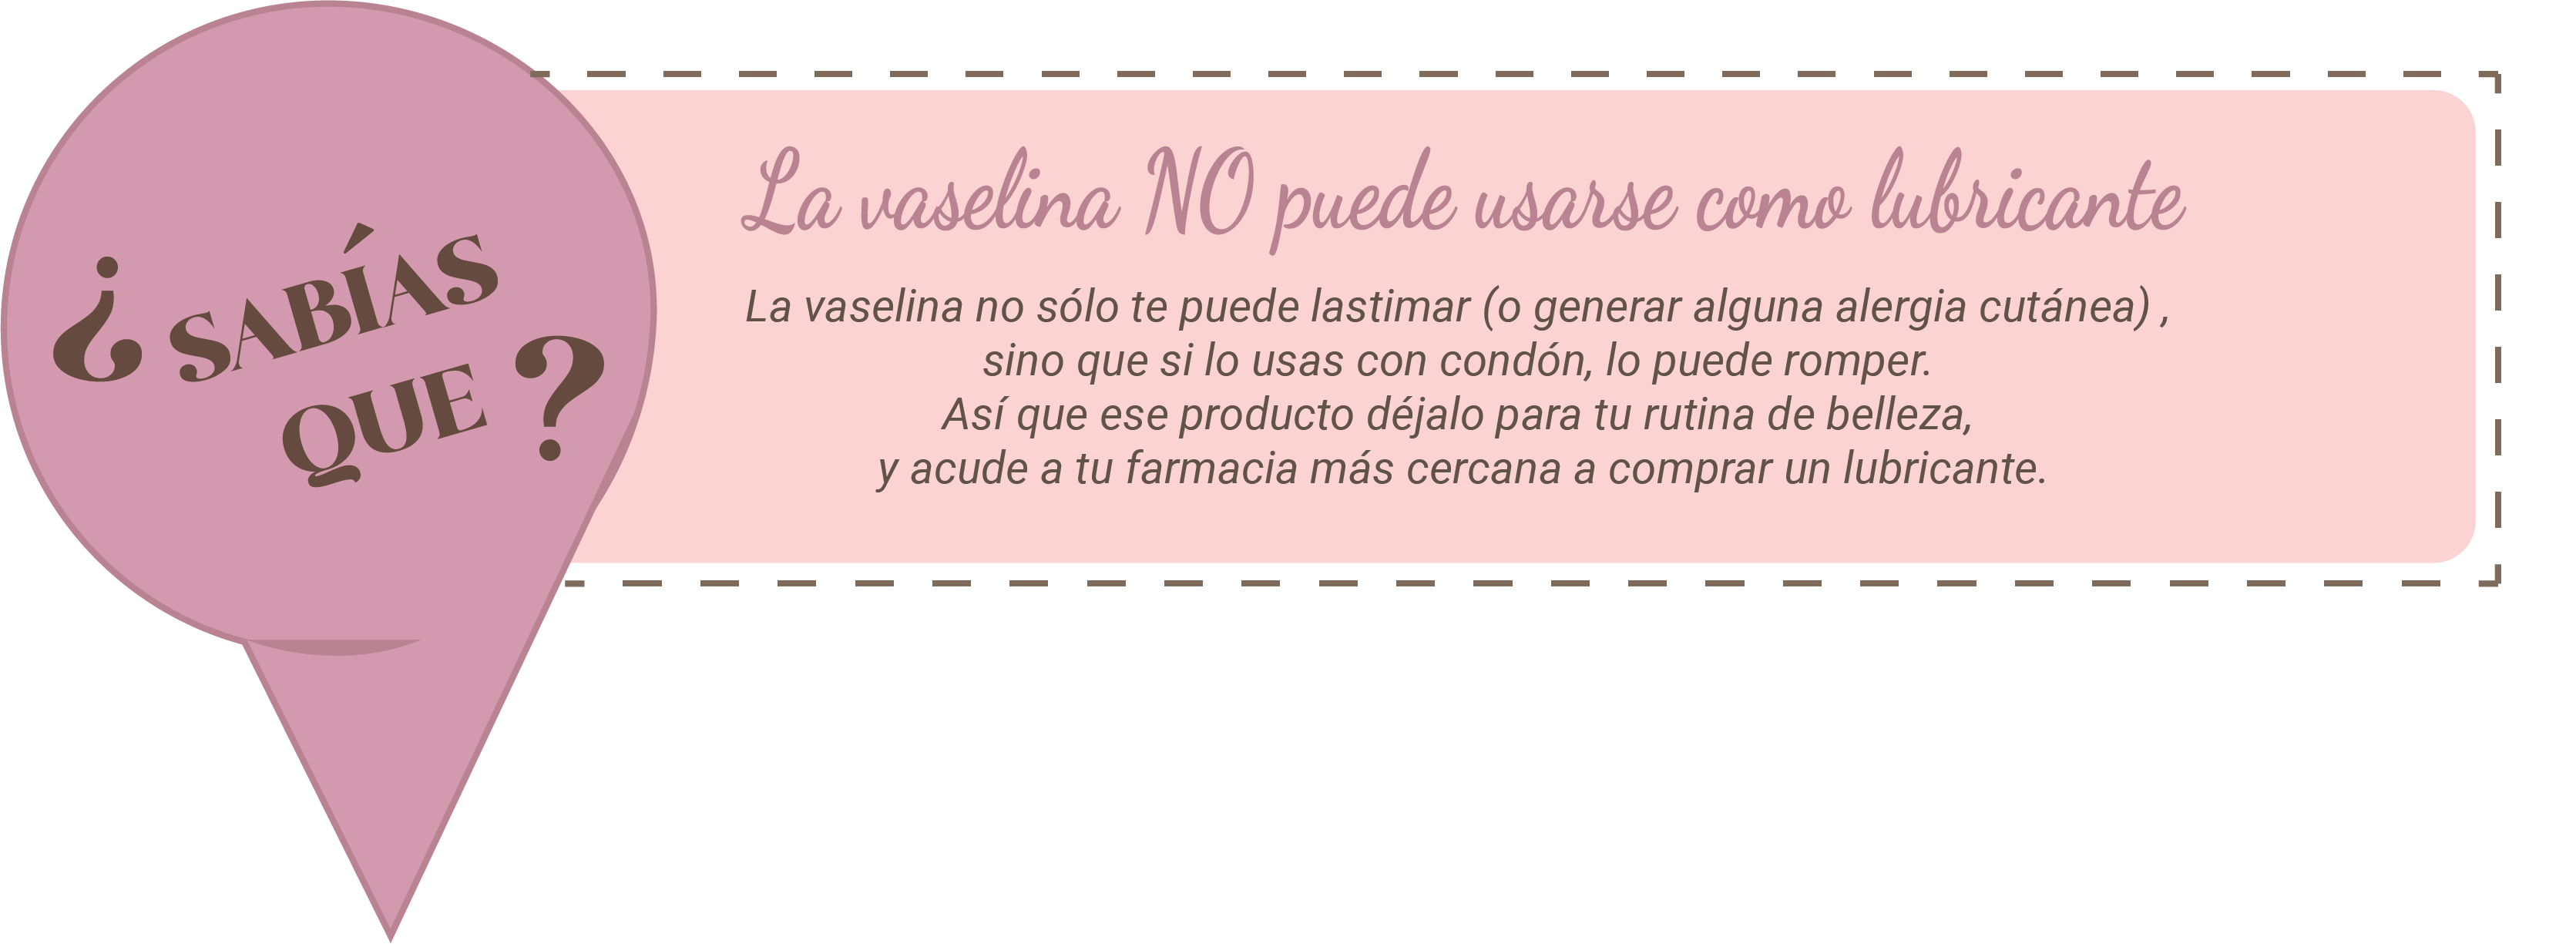 ¿SABÍAS
QUE?
La vaselina NO puede usarse como lubricante
La vaselina no sólo te puede lastimar (o generar alguna alergia cutánea) ,
sino que si lo usas con condón, lo puede romper.
Así que ese producto déjalo para tu rutina de belleza,
y acude a tu farmacia más cercana a comprar un lubricante.